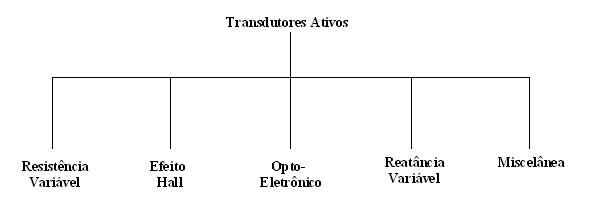 Transdutores Ativos
Resistência
Variável
Efeito
Hall
Opto-
Eletrônico
Reatância
Variável
Miscelânea